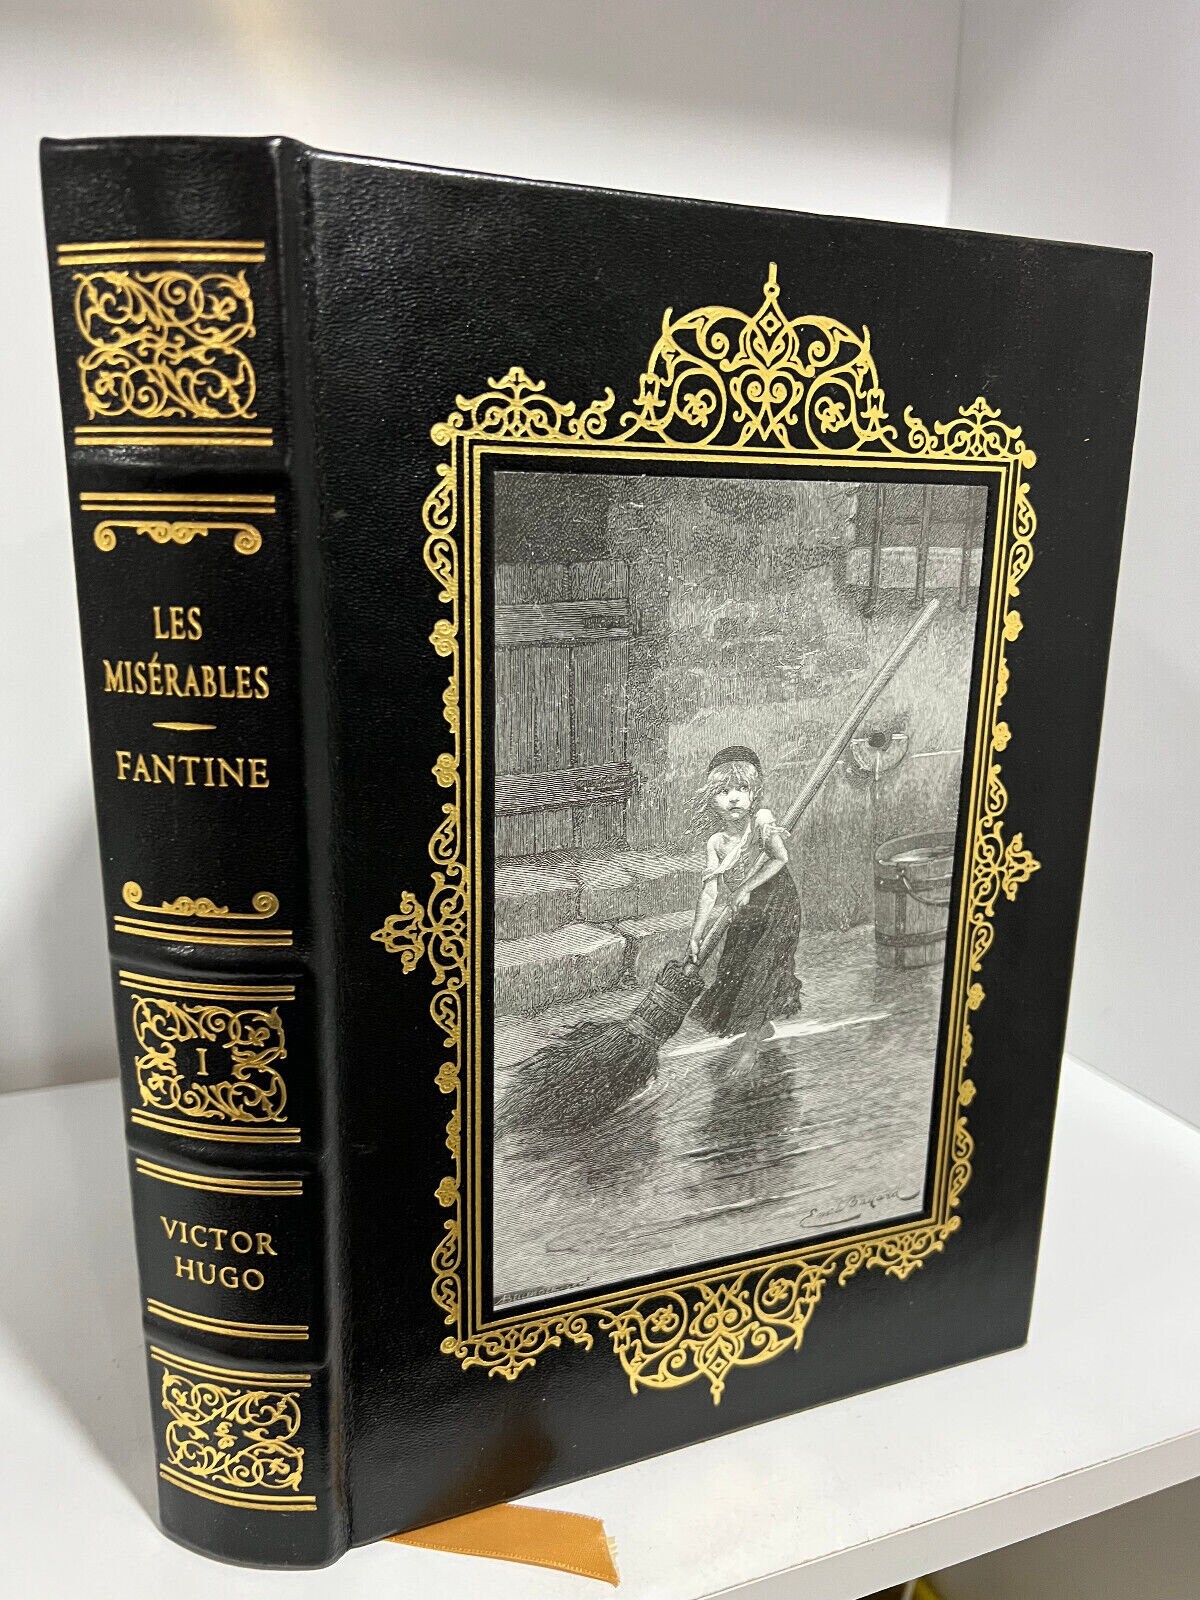 LES
MISÉRABLES
FANTINE
I
VICTOR
HUGO